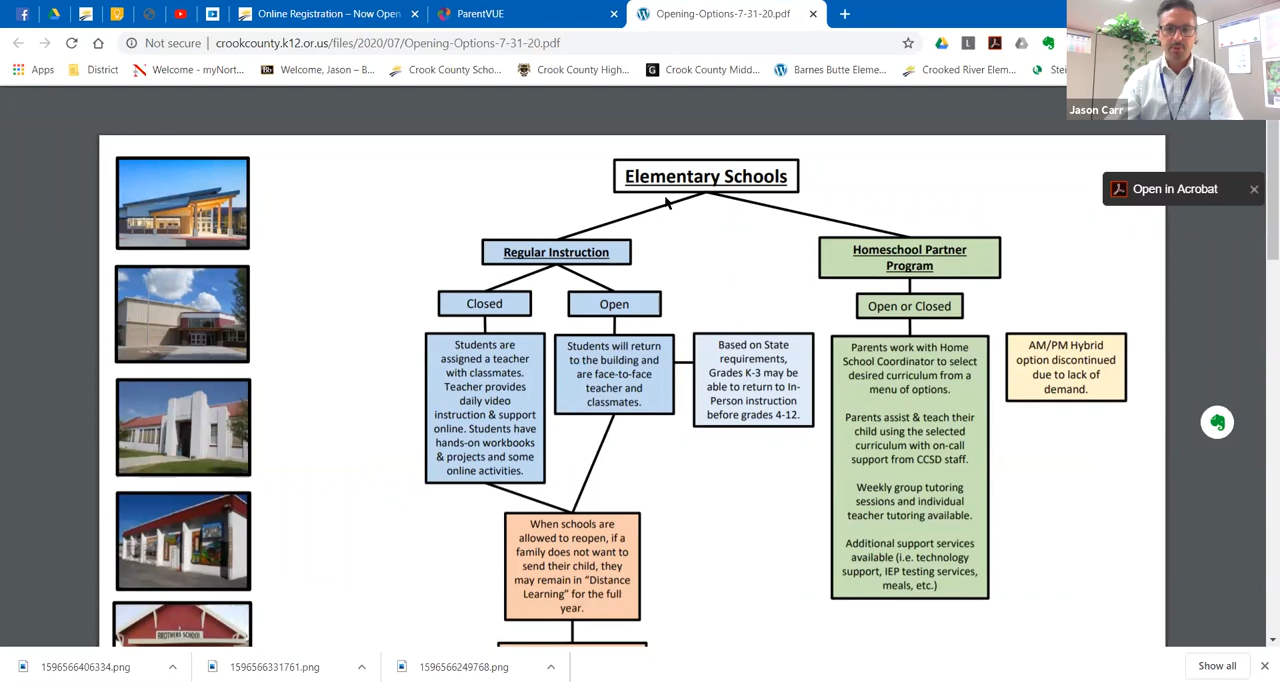 Online Registration – Now Open
ParentVUE
Opening-Options-7-31-20.pdf
Not secure
crookcounty.k12.or.us/files/2020/07/Opening-Options-7-31-20.pdf
Apps
District
Welcome - myNort...
Welcome, Jason – B...
Crook County Scho...
Crook County High...
Crook County Midd...
Barnes Butte Eleme...
Crooked River Elem...
Stei
Jason Carr
Open in Acrobat
Elementary Schools
Regular Instruction
Closed
Open
Students are
assigned a teacher
with classmates.
Teacher provides
daily video
instruction & support
online. Students have
hands-on workbooks
& projects and some
online activities.
Students will return
to the building and
are face-to-face
teacher and
classmates.
Based on State
requirements,
Grades K-3 may be
able to return to In-
Person instruction
before grades 4-12.
When schools are
allowed to reopen, if a
family does not want to
send their child, they
may remain in "Distance
Learning" for the full
year.
Homeschool Partner
Program
Open or Closed
Parents work with Home
School Coordinator to select
desired curriculum from a
menu of options.
Parents assist & teach their
child using the selected
curriculum with on-call
support from CCSD staff.
Weekly group tutoring
sessions and individual
teacher tutoring available.
Additional support services
available (i.e. technology
support, IEP testing services,
meals, etc.)
AM/PM Hybrid
option discontinued
due to lack of
demand.
BROTHERS SCHOOL
1596566406334.png
1596566331761.png
1596566249768.png
Show all